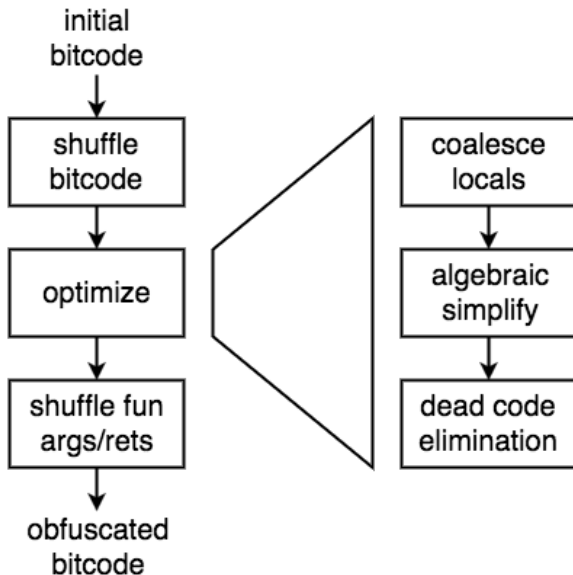 initial
bitcode
shuffle
bitcode
optimize
shuffle fun
args/rets
obfuscated
bitcode
coalesce
locals
algebraic
simplify
dead code
elimination